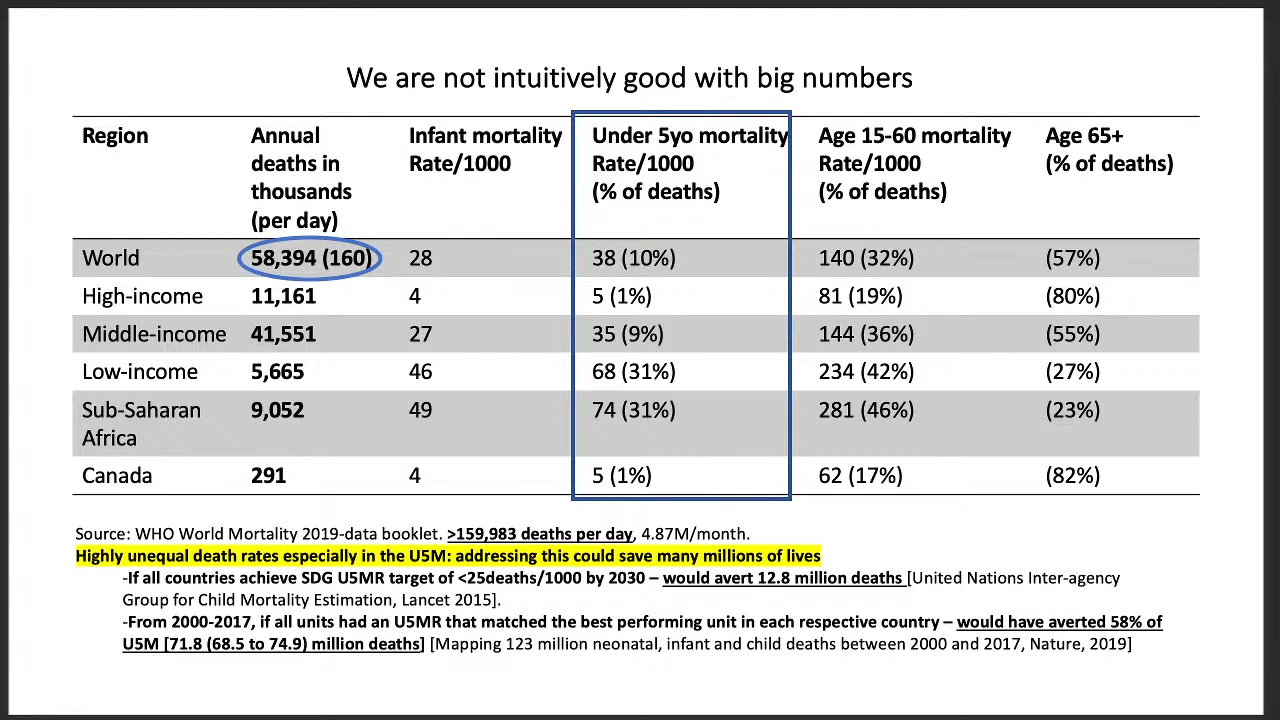 We are not intuitively good with big numbers
Region
Annual
deaths in
thousands
(per day)
Infant mortality
Rate/1000
Under 5yo mortality
Rate/1000
(% of deaths)
Age 15-60 mortality
Rate/1000
(% of deaths)
Age 65+
(% of deaths)
World 58,394 (160) 28 38 (10%) 140 (32%) (57%)
High-income 11,161 4 5 (1%) 81 (19%) (80%)
Middle-income 41,551 27 35 (9%) 144 (36%) (55%)
Low-income 5,665 46 68 (31%) 234 (42%) (27%)
Sub-Saharan 9,052 49 74 (31%) 281 (46%) (23%)
Africa
Canada 291 4 5 (1%) 62 (17%) (82%)
Source: WHO World Mortality 2019-data booklet. >159,983 deaths per day, 4.87M/month.
Highly unequal death rates especially in the U5M: addressing this could save many millions of lives
-If all countries achieve SDG U5MR target of <25deaths/1000 by 2030 – would avert 12.8 million deaths [United Nations Inter-agency
Group for Child Mortality Estimation, Lancet 2015].
-From 2000-2017, if all units had an U5MR that matched the best performing unit in each respective country – would have averted 58% of
U5M [71.8 (68.5 to 74.9) million deaths] [Mapping 123 million neonatal, infant and child deaths between 2000 and 2017, Nature, 2019]